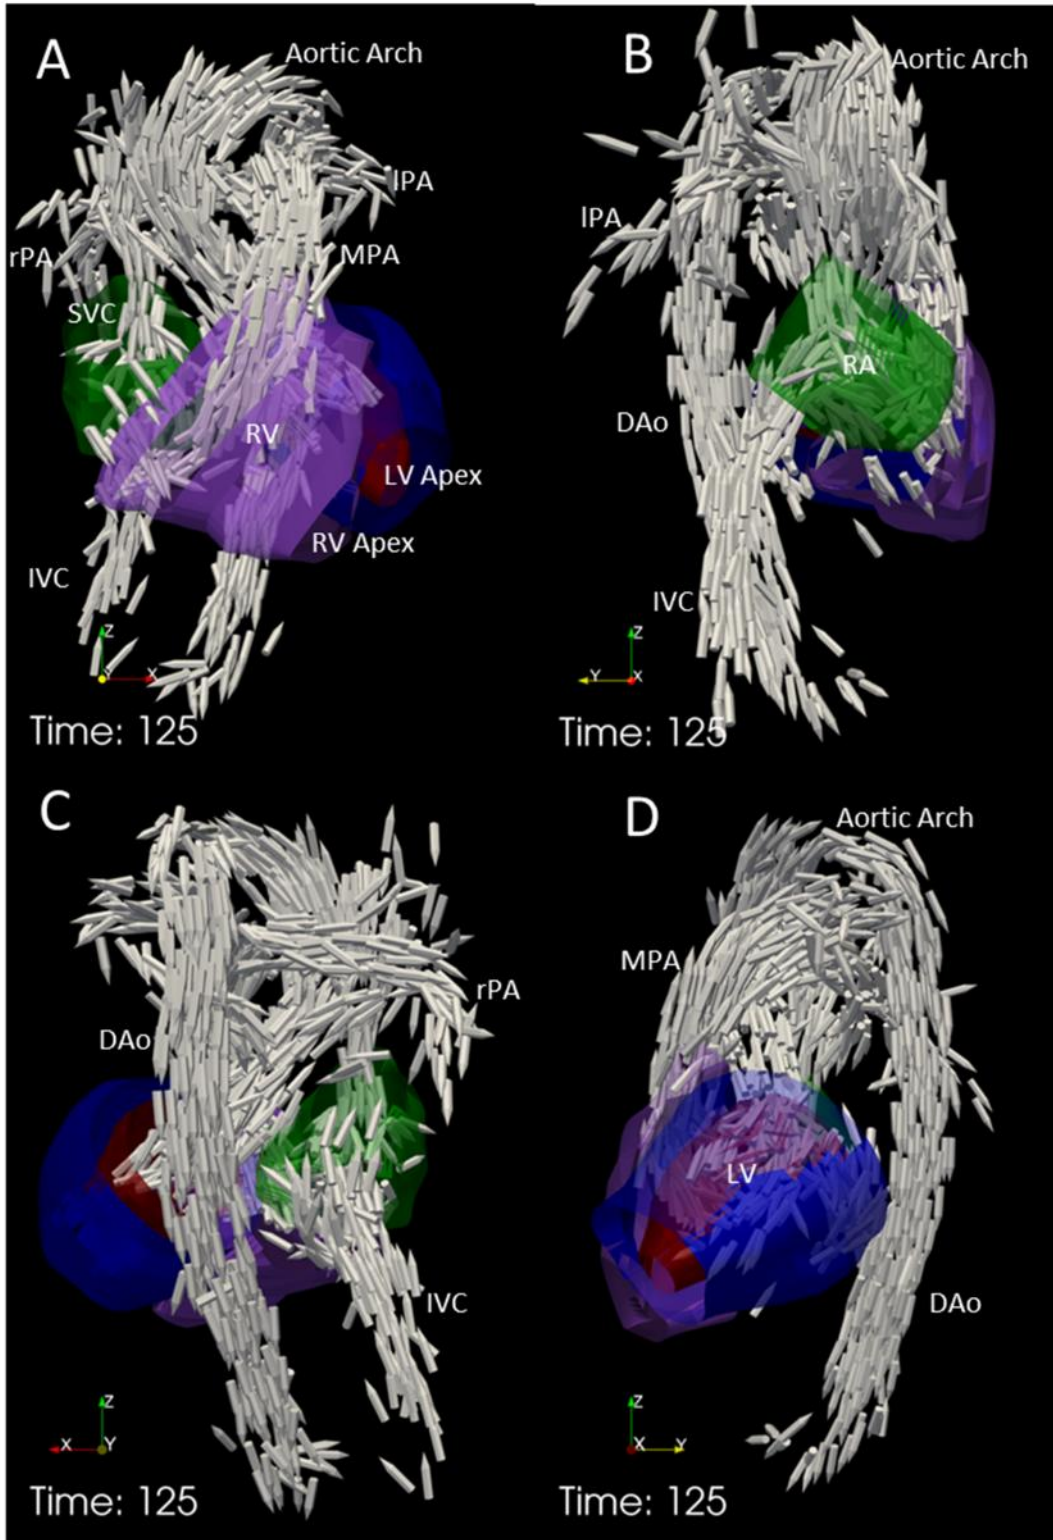 A
Aortic Arch
lPA
rPA
MPA
SVC
RV
LV Apex
RV Apex
IVC
Z
Y
X
Time: 125
B
Aortic Arch
lPA
RA
DAo
IVC
Z
Y
X
Time: 125
C
rPA
DAo
IVC
Z
X
Y
Time: 125
D
Aortic Arch
MPA
LV
DAo
Z
X
Y
Time: 125